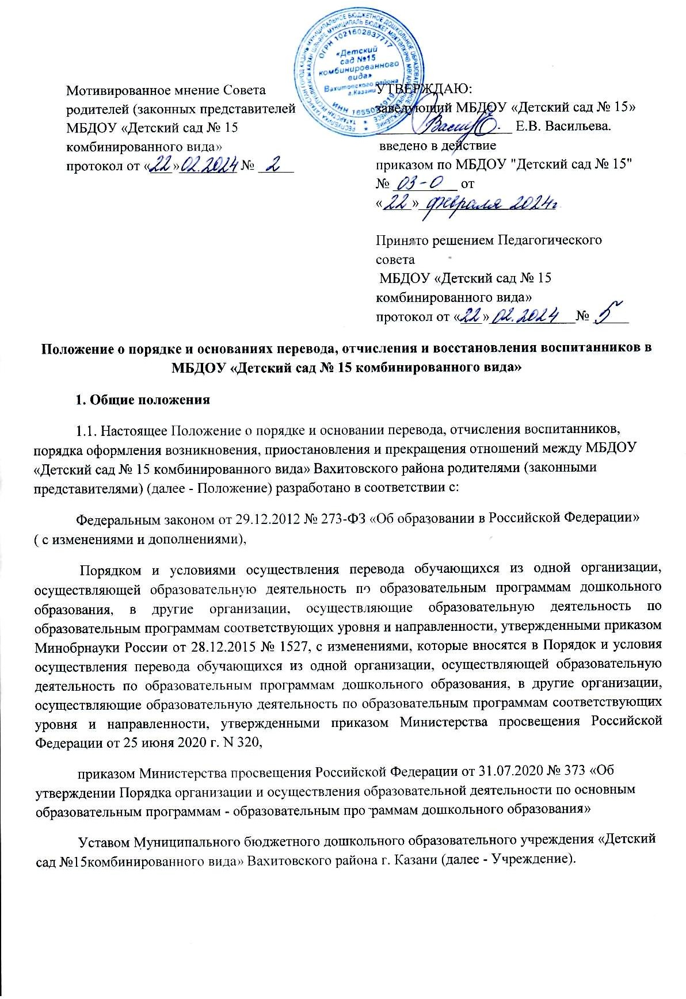 «Детский
сад №15
комбинированного
вида»
Вахитовского района
г.Казани
ОГРН 1021602837717
Мотивированное мнение Совета
родителей (законных представителей
МБДОУ «Детский сад № 15
комбинированного вида»
протокол от «22» 02.2024 № 2
УТВЕРЖДАЮ:
заведующий МБДОУ «Детский сад № 15»
Е.В. Васильева.
введено в действие
приказом по МБДОУ "Детский сад № 15"
№ 03-О от
«22» февраля 2024г
Принято решением Педагогического
совета
МБДОУ «Детский сад № 15
комбинированного вида»
протокол от «22» 02.2024 № 5
Положение о порядке и основаниях перевода, отчисления и восстановления воспитанников в
МБДОУ «Детский сад № 15 комбинированного вида»
1. Общие положения
1.1. Настоящее Положение о порядке и основании перевода, отчисления воспитанников,
порядка оформления возникновения, приостановления и прекращения отношений между МБДОУ
«Детский сад № 15 комбинированного вида» Вахитовского района родителями (законными
представителями) (далее - Положение) разработано в соответствии с:
Федеральным законом от 29.12.2012 № 273-ФЗ «Об образовании в Российской Федерации»
( с изменениями и дополнениями),
Порядком и условиями осуществления перевода обучающихся из одной организации,
осуществляющей образовательную деятельность по образовательным программам дошкольного
образования, в другие организации, осуществляющие образовательную деятельность по
образовательным программам соответствующих уровня и направленности, утвержденными приказом
Минобрнауки России от 28.12.2015 № 1527, с изменениями, которые вносятся в Порядок и условия
осуществления перевода обучающихся из одной организации, осуществляющей образовательную
деятельность по образовательным программам дошкольного образования, в другие организации,
осуществляющие образовательную деятельность по образовательным программам соответствующих
уровня и направленности, утвержденными приказом Министерства просвещения Российской
Федерации от 25 июня 2020 г. N 320,
приказом Министерства просвещения Российской Федерации от 31.07.2020 № 373 «Об
утверждении Порядка организации и осуществления образовательной деятельности по основным
образовательным программам - образовательным программам дошкольного образования»
Уставом Муниципального бюджетного дошкольного образовательного учреждения «Детский
сад №15комбинированного вида» Вахитовского района г. Казани (далее - Учреждение).